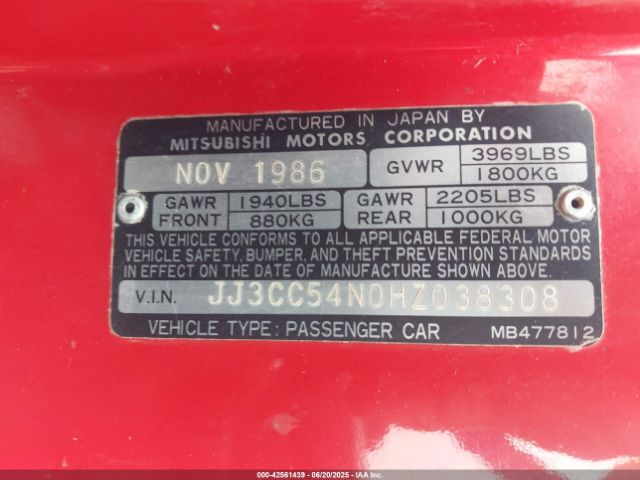 MANUFACTURED IN JAPAN BY
MITSUBISHI MOTORS CORPORATION
NOV 1986
GVWR 3969LBS
1800KG
GAWR FRONT 1940LBS
880KG
GAWR REAR 2205LBS
1000KG
THIS VEHICLE CONFORMS TO ALL APPLICABLE FEDERAL MOTOR
VEHICLE SAFETY, BUMPER, AND THEFT PREVENTION STANDARDS
IN EFFECT ON THE DATE OF MANUFACTURE SHOWN ABOVE.
V.I.N. JJ3CC54N0HZ038308
VEHICLE TYPE: PASSENGER CAR MB477812
000-42561439 - 06/20/2025 - IAAI.COM